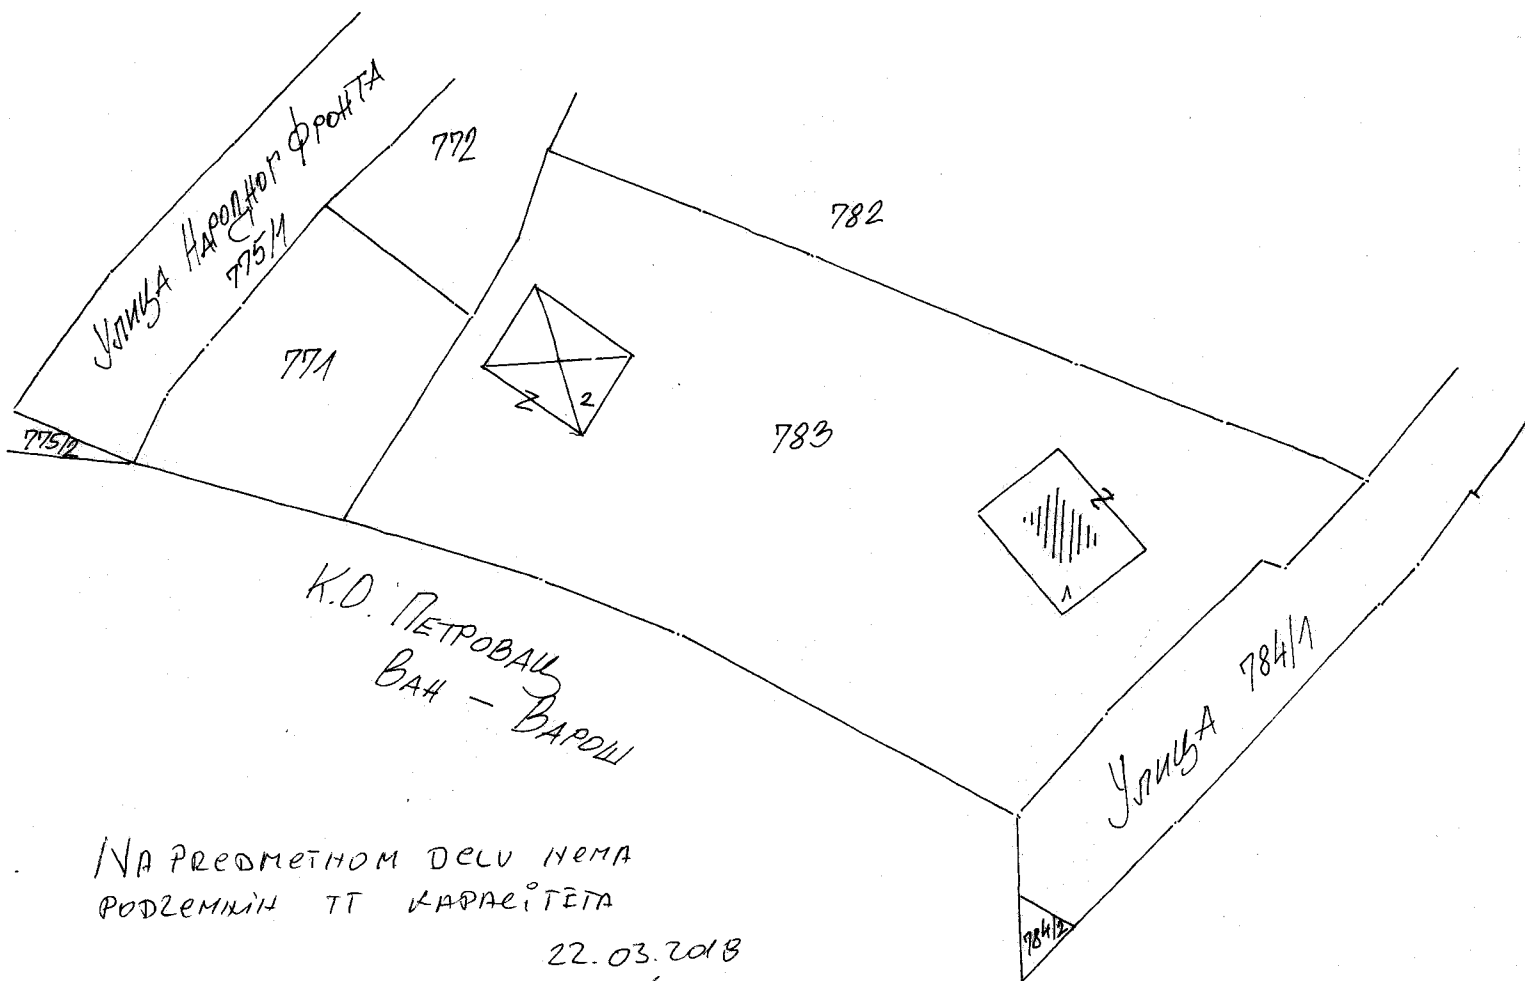 Улица Народног Фронта
775/1
772
782
771
775/2
2
783
1
К.О. Петровац
Ван - Варош
Улица 784/1
784/2
NA PREDMETNOM DELU NEMA
PODZEMNIH TT KAPACITETA
22.03.2018